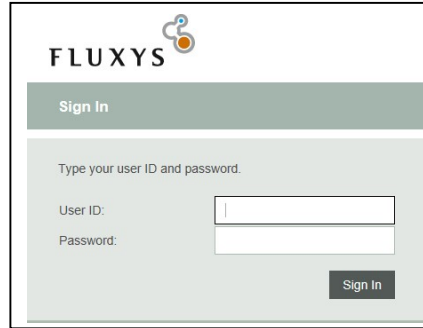 FLUXYS
Sign In
Type your user ID and password.
User ID:
Password:
Sign In